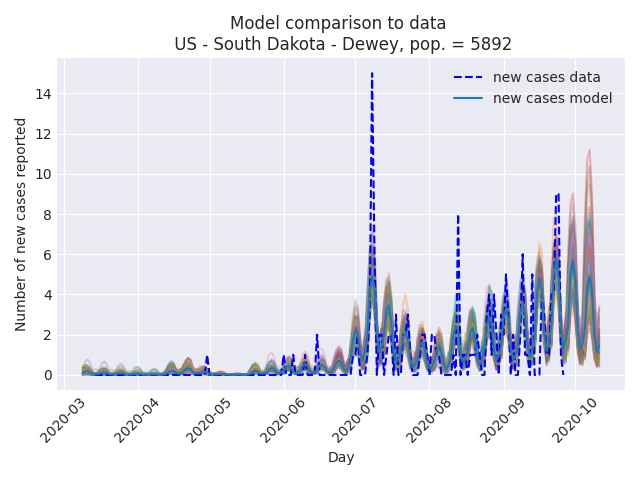 Model comparison to data
US - South Dakota - Dewey, pop. = 5892
new cases data
new cases model
Number of new cases reported
14
12
10
8
6
4
2
0
2020-03
2020-04
2020-05
2020-06
2020-07
2020-08
2020-09
2020-10
Day